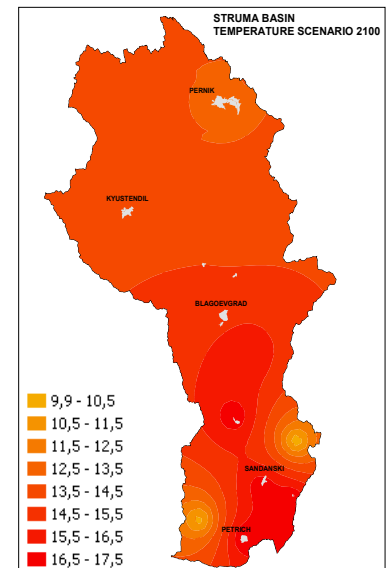 STRUMA BASIN
TEMPERATURE SCENARIO 2100
PERNIK
KYUSTENDIL
BLAGOEVGRAD
SANDANSKI
PETRICH
9,9 - 10,5
10,5 - 11,5
11,5 - 12,5
12,5 - 13,5
13,5 - 14,5
14,5 - 15,5
15,5 - 16,5
16,5 - 17,5